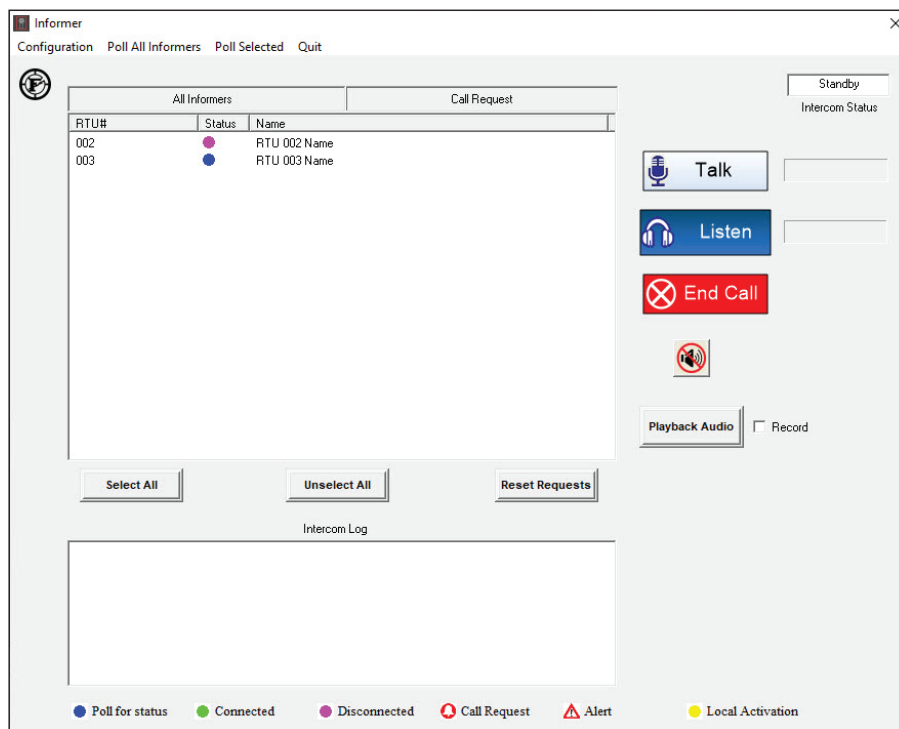 Informer
Configuration Poll All Informers Poll Selected Quit
F
Standby
Intercom Status
All Informers Call Request
RTU# Status Name
002 RTU 002 Name
003 RTU 003 Name
Talk
Listen
End Call
Playback Audio Record
Select All Unselect All Reset Requests
Intercom Log
Poll for status Connected Disconnected Call Request Alert Local Activation